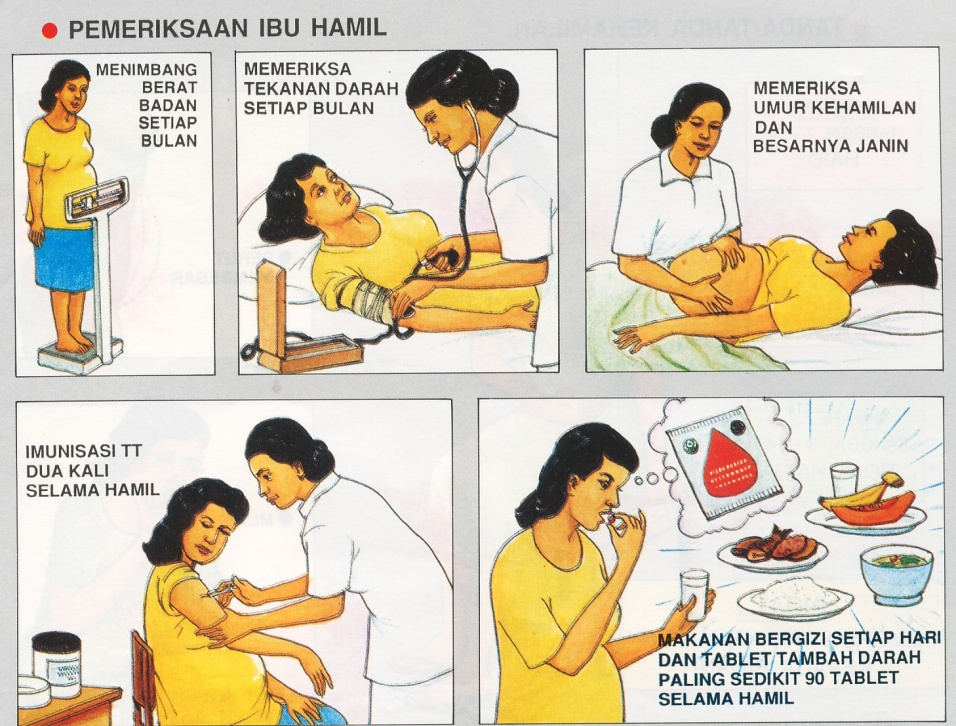 PEMERIKSAAN IBU HAMIL
MENIMBANG
BERAT
BADAN
SETIAP
BULAN
MEMERIKSA
TEKANAN DARAH
SETIAP BULAN
MEMERIKSA
UMUR KEHAMILAN
DAN
BESARNYA JANIN
IMUNISASI TT
DUA KALI
SELAMA HAMIL
MAKANAN BERGIZI SETIAP HARI
DAN TABLET TAMBAH DARAH
PALING SEDIKIT 90 TABLET
SELAMA HAMIL